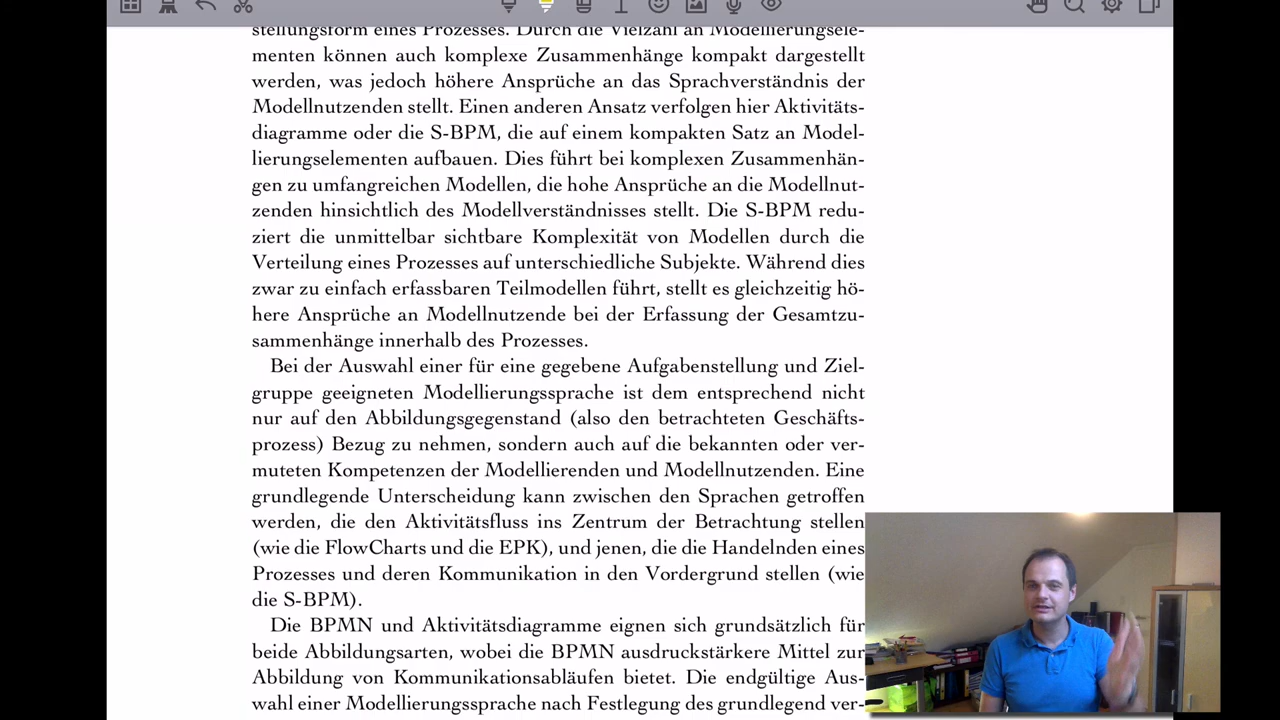 stellungsform eines Prozesses. Durch die Vielzahl an Modellierungsele-
menten können auch komplexe Zusammenhänge kompakt dargestellt
werden, was jedoch höhere Ansprüche an das Sprachverständnis der
Modellnutzenden stellt. Einen anderen Ansatz verfolgen hier Aktivitäts-
diagramme oder die S-BPM, die auf einem kompakten Satz an Model-
lierungselementen aufbauen. Dies führt bei komplexen Zusammenhän-
gen zu umfangreichen Modellen, die hohe Ansprüche an die Modellnut-
zenden hinsichtlich des Modellverständnisses stellt. Die S-BPM redu-
ziert die unmittelbar sichtbare Komplexität von Modellen durch die
Verteilung eines Prozesses auf unterschiedliche Subjekte. Während dies
zwar zu einfach erfassbaren Teilmodellen führt, stellt es gleichzeitig hö-
here Ansprüche an Modellnutzende bei der Erfassung der Gesamtzu-
sammenhänge innerhalb des Prozesses.
Bei der Auswahl einer für eine gegebene Aufgabenstellung und Ziel-
gruppe geeigneten Modellierungssprache ist dem entsprechend nicht
nur auf den Abbildungsgegenstand (also den betrachteten Geschäfts-
prozess) Bezug zu nehmen, sondern auch auf die bekannten oder ver-
muteten Kompetenzen der Modellierenden und Modellnutzenden. Eine
grundlegende Unterscheidung kann zwischen den Sprachen getroffen
werden, die den Aktivitätsfluss ins Zentrum der Betrachtung stellen
(wie die FlowCharts und die EPK), und jenen, die die Handelnden eines
Prozesses und deren Kommunikation in den Vordergrund stellen (wie
die S-BPM).
Die BPMN und Aktivitätsdiagramme eignen sich grundsätzlich für
beide Abbildungsarten, wobei die BPMN ausdruckstärkere Mittel zur
Abbildung von Kommunikationsabläufen bietet. Die endgültige Aus-
wahl einer Modellierungssprache nach Festlegung des grundlegend ver-